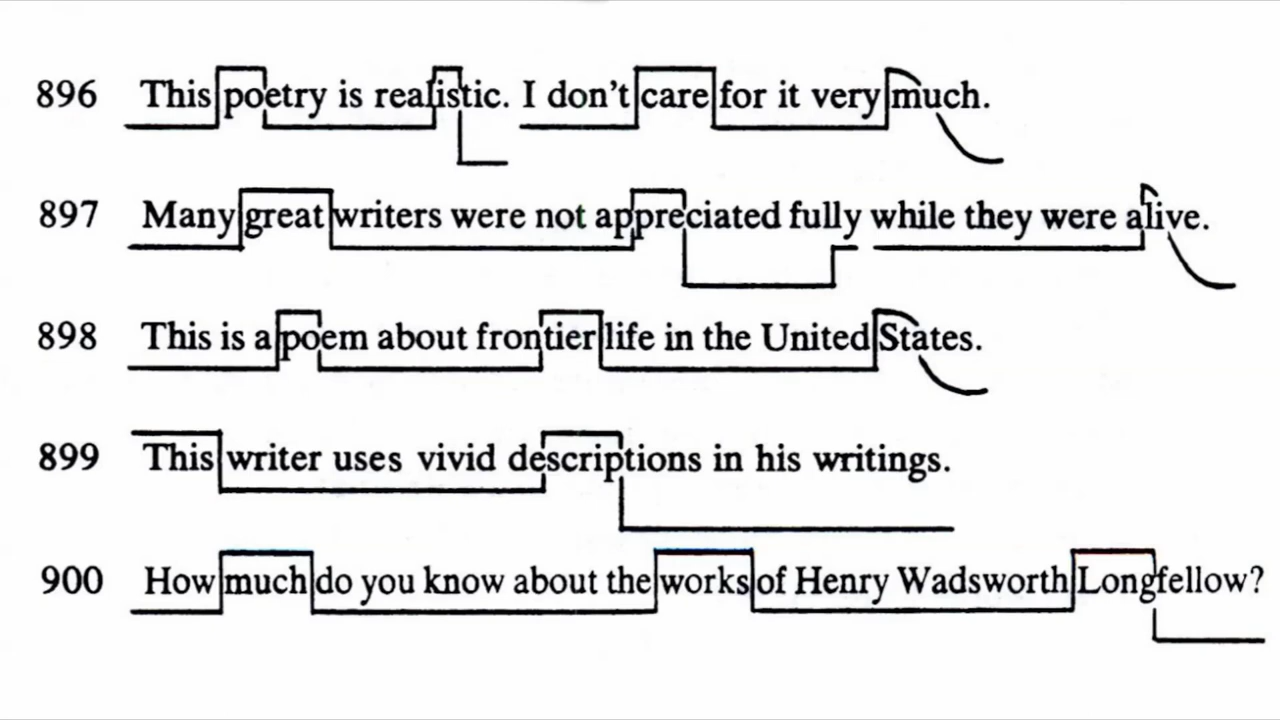 896 This poetry is realistic. I don't care for it very much.
897 Many great writers were not appreciated fully while they were alive.
898 This is a poem about frontier life in the United States.
899 This writer uses vivid descriptions in his writings.
900 How much do you know about the works of Henry Wadsworth Longfellow?